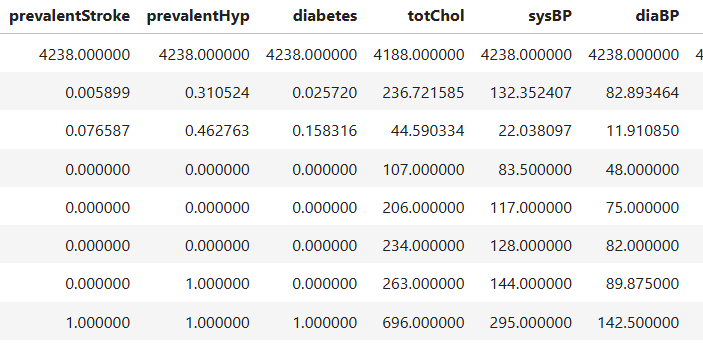 prevalentStroke prevalentHyp diabetes totChol sysBP diaBP
4238.000000 4238.000000 4238.000000 4188.000000 4238.000000 4238.000000 4
0.005899 0.310524 0.025720 236.721585 132.352407 82.893464
0.076587 0.462763 0.158316 44.590334 22.038097 11.910850
0.000000 0.000000 0.000000 107.000000 83.500000 48.000000
0.000000 0.000000 0.000000 206.000000 117.000000 75.000000
0.000000 0.000000 0.000000 234.000000 128.000000 82.000000
0.000000 1.000000 0.000000 263.000000 144.000000 89.875000
1.000000 1.000000 1.000000 696.000000 295.000000 142.500000